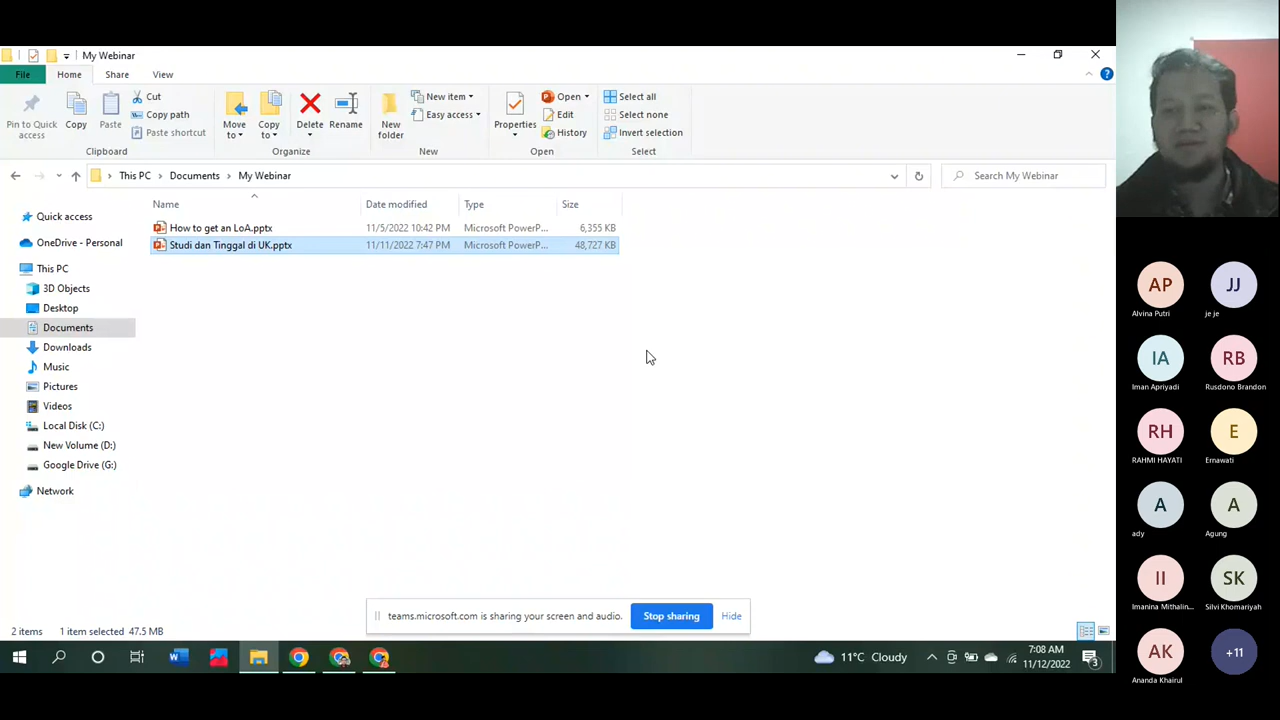 My Webinar
File Home Share View
Pin to Quick access
Copy
Paste
Cut
Copy path
Paste shortcut
Clipboard
Move to
Copy to
Delete
Rename
Organize
New folder
New item
Easy access
New
Properties
Open
Edit
History
Open
Select all
Select none
Invert selection
Select
This PC > Documents > My Webinar
Search My Webinar
Name Date modified Type Size
How to get an LoA.pptx 11/5/2022 10:42 PM Microsoft PowerP... 6,355 KB
Studi dan Tinggal di UK.pptx 11/11/2022 7:47 PM Microsoft PowerP... 48,727 KB
Quick access
OneDrive - Personal
This PC
3D Objects
Desktop
Documents
Downloads
Music
Pictures
Videos
Local Disk (C:)
New Volume (D:)
Google Drive (G:)
Network
teams.microsoft.com is sharing your screen and audio. Stop sharing Hide
2 items 1 item selected 47.5 MB
11°C Cloudy
7:08 AM
11/12/2022
3
AP JJ
Alvina Putri je je
IA RB
Iman Apriyadi Rusdono Brandon
RH E
RAHMI HAYATI Ernawati
A A
ady Agung
II SK
Imanina Mithalin... Silvi Khomariyah
AK +11
Ananda Khairul